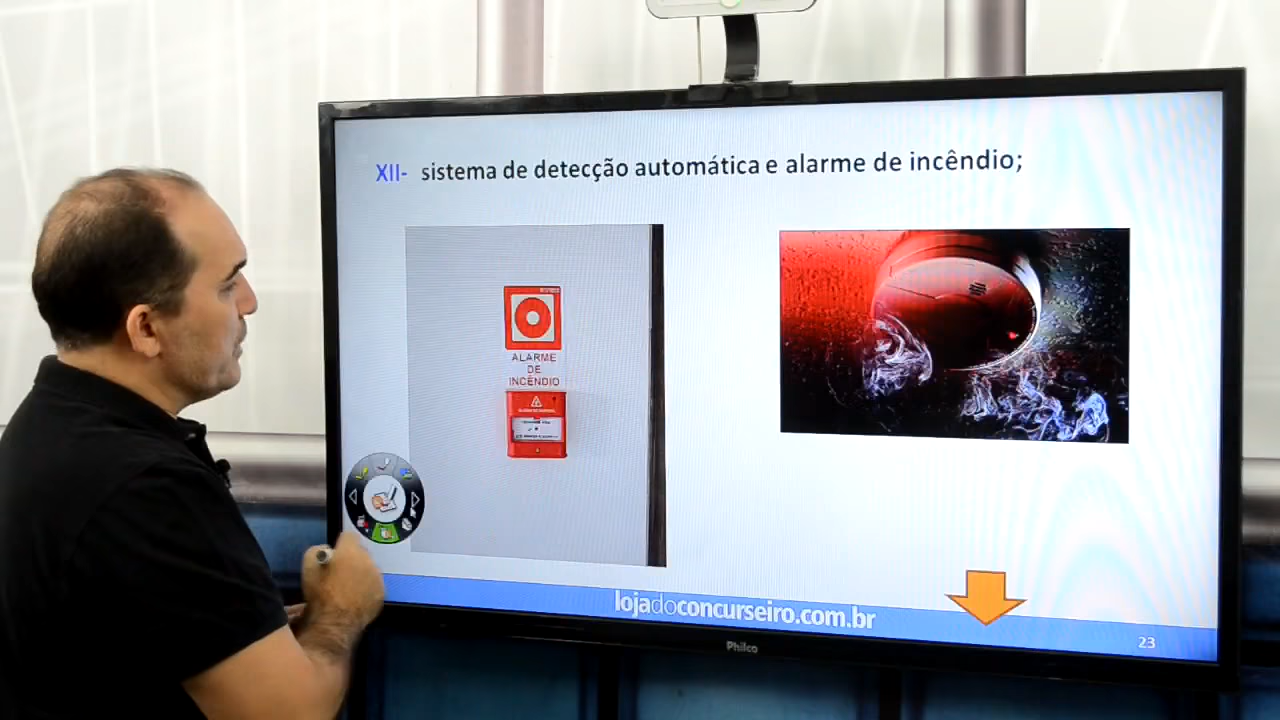 XII- sistema de detecção automática e alarme de incêndio;
ALARME
DE
INCÊNDIO
lojadoconcurseiro.com.br
23
Philco